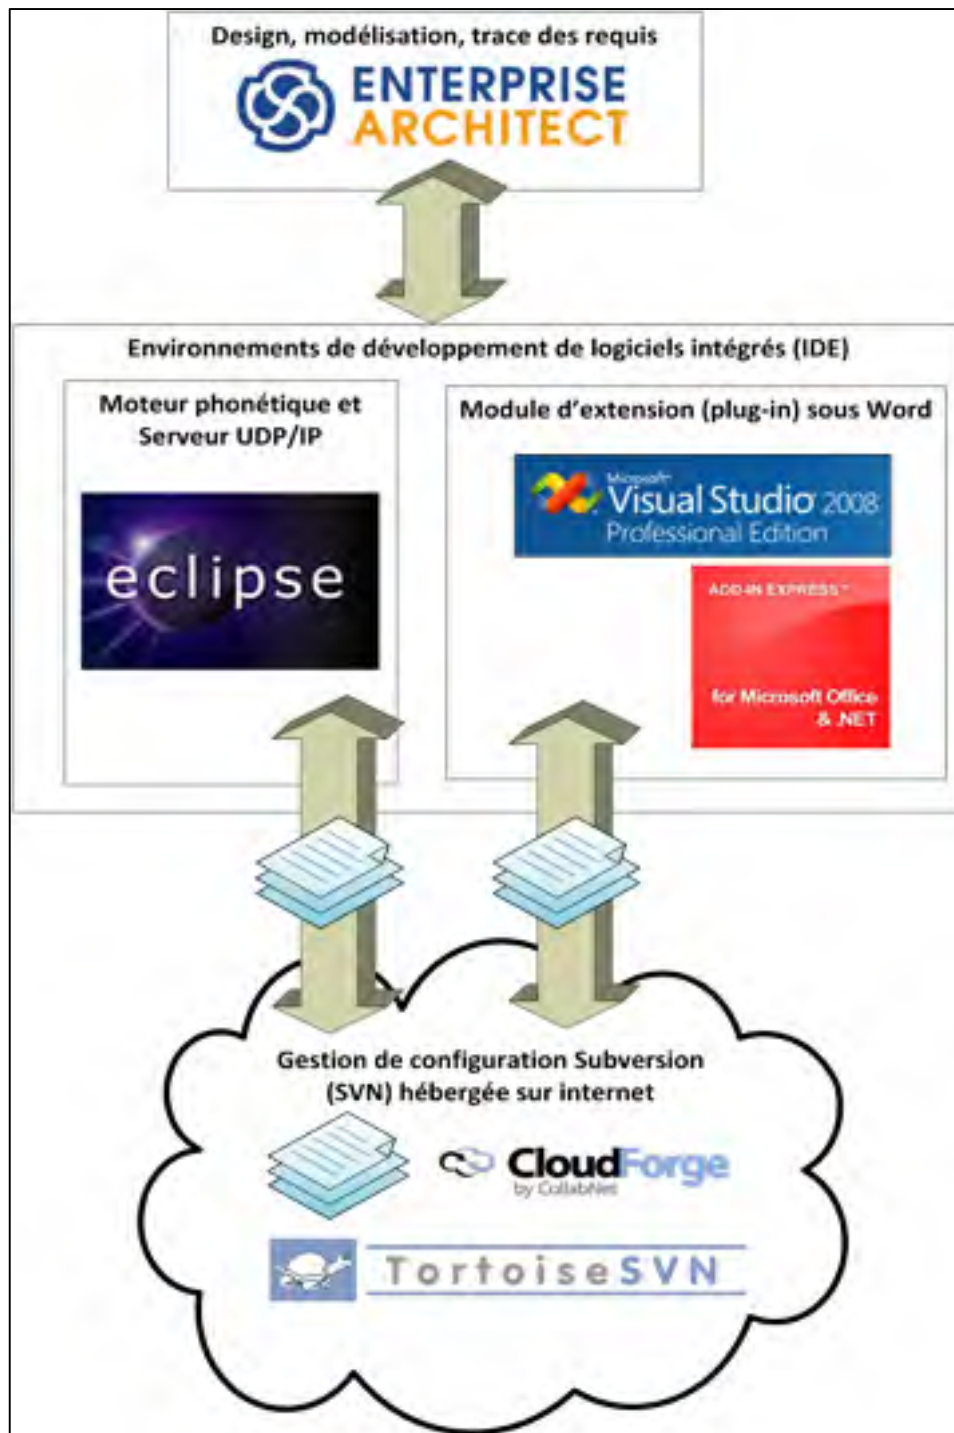 Design, modélisation, trace des requis
ENTERPRISE
ARCHITECT
Environnements de développement de logiciels intégrés (IDE)
Moteur phonétique et
Serveur UDP/IP
eclipse
Module d'extension (plug-in) sous Word
Microsoft
Visual Studio 2008
Professional Edition
ADD-IN EXPRESS™
for Microsoft Office
& .NET
Gestion de configuration Subversion
(SVN) hébergée sur internet
CloudForge
by CollabNet
TortoiseSVN